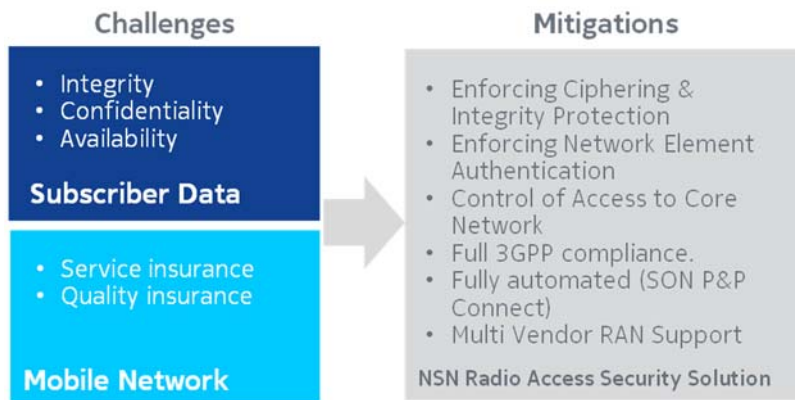 Challenges
• Integrity
• Confidentiality
• Availability
Subscriber Data
• Service insurance
• Quality insurance
Mobile Network
Mitigations
• Enforcing Ciphering &
Integrity Protection
• Enforcing Network Element
Authentication
• Control of Access to Core
Network
• Full 3GPP compliance.
• Fully automated (SON P&P
Connect)
• Multi Vendor RAN Support
NSN Radio Access Security Solution